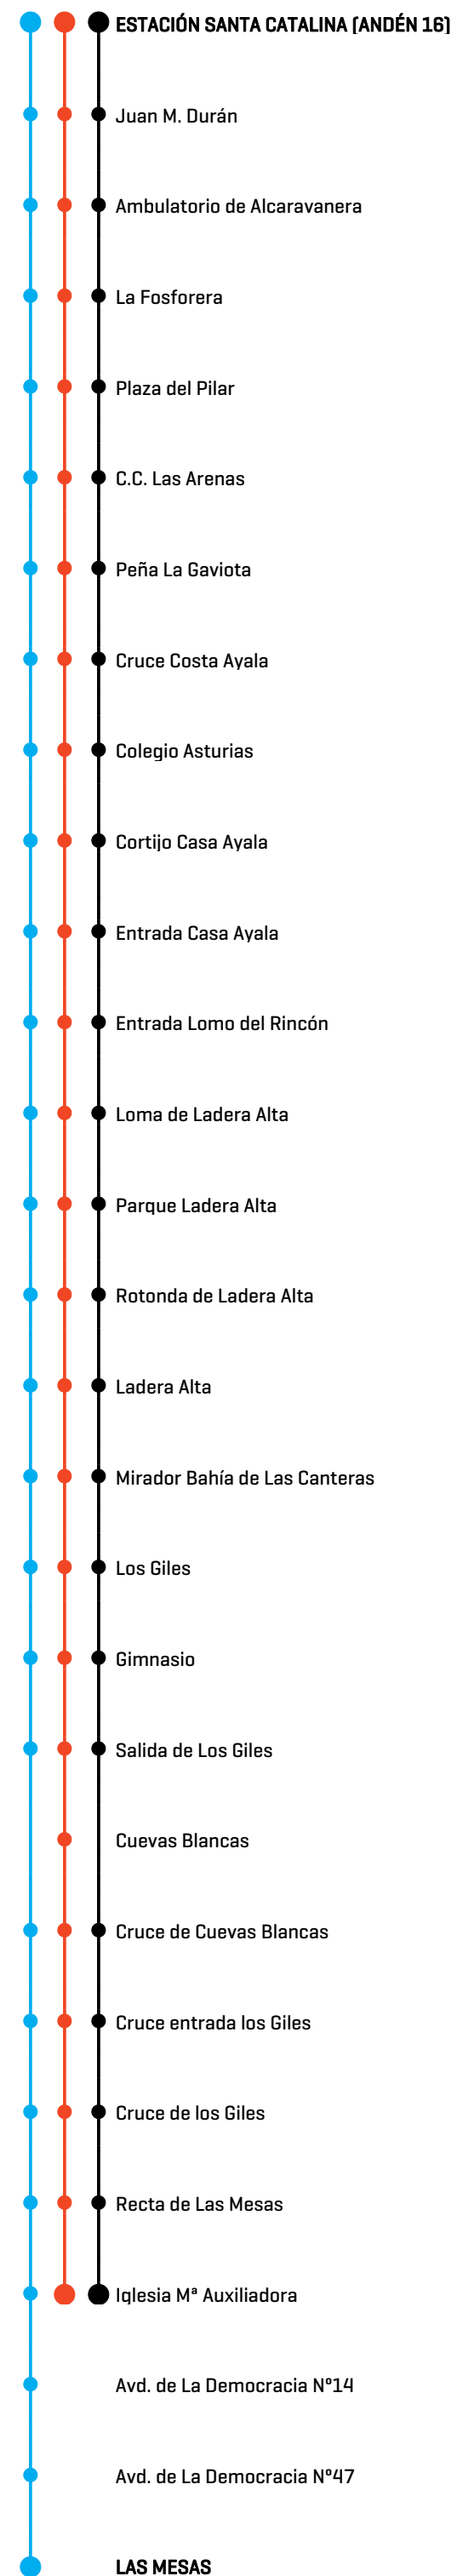 ESTACIÓN SANTA CATALINA (ANDÉN 16)
Juan M. Durán
Ambulatorio de Alcaravanera
La Fosforera
Plaza del Pilar
C.C. Las Arenas
Peña La Gaviota
Cruce Costa Ayala
Colegio Asturias
Cortijo Casa Ayala
Entrada Casa Ayala
Entrada Lomo del Rincón
Loma de Ladera Alta
Parque Ladera Alta
Rotonda de Ladera Alta
Ladera Alta
Mirador Bahía de Las Canteras
Los Giles
Gimnasio
Salida de Los Giles
Cuevas Blancas
Cruce de Cuevas Blancas
Cruce entrada los Giles
Cruce de los Giles
Recta de Las Mesas
Iglesia Mª Auxiliadora
Avd. de La Democracia Nº14
Avd. de La Democracia Nº47
LAS MESAS